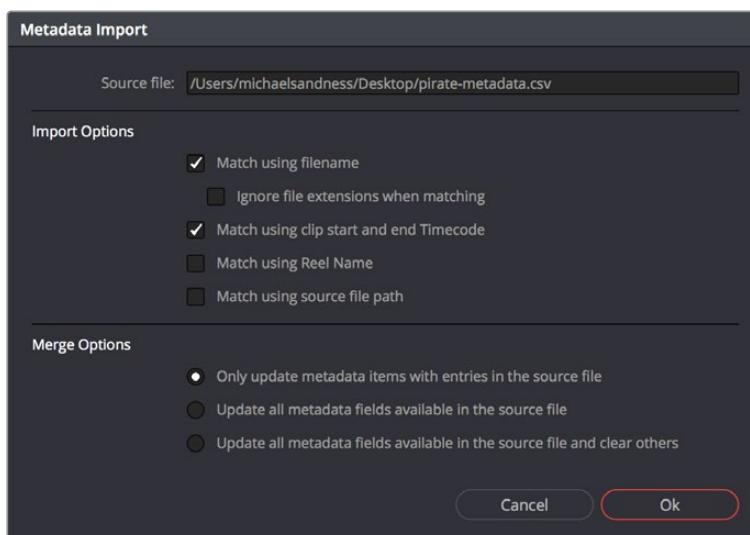 Metadata Import
Source file: /Users/michaelsandness/Desktop/pirate-metadata.csv
Import Options
Match using filename
Ignore file extensions when matching
Match using clip start and end Timecode
Match using Reel Name
Match using source file path
Merge Options
Only update metadata items with entries in the source file
Update all metadata fields available in the source file
Update all metadata fields available in the source file and clear others
Cancel Ok